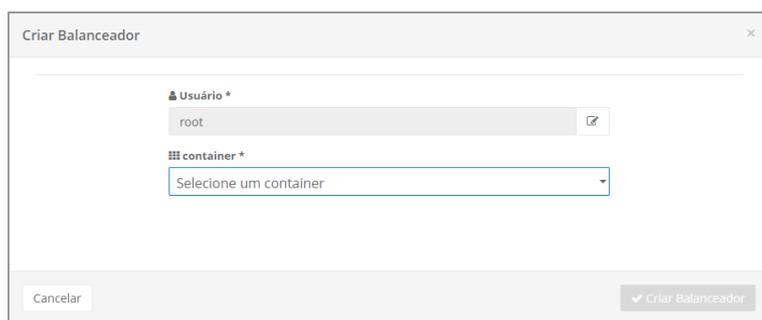 Criar Balanceador
×
Usuário *
root
container *
Selecione um container
Cancelar
Criar Balanceador